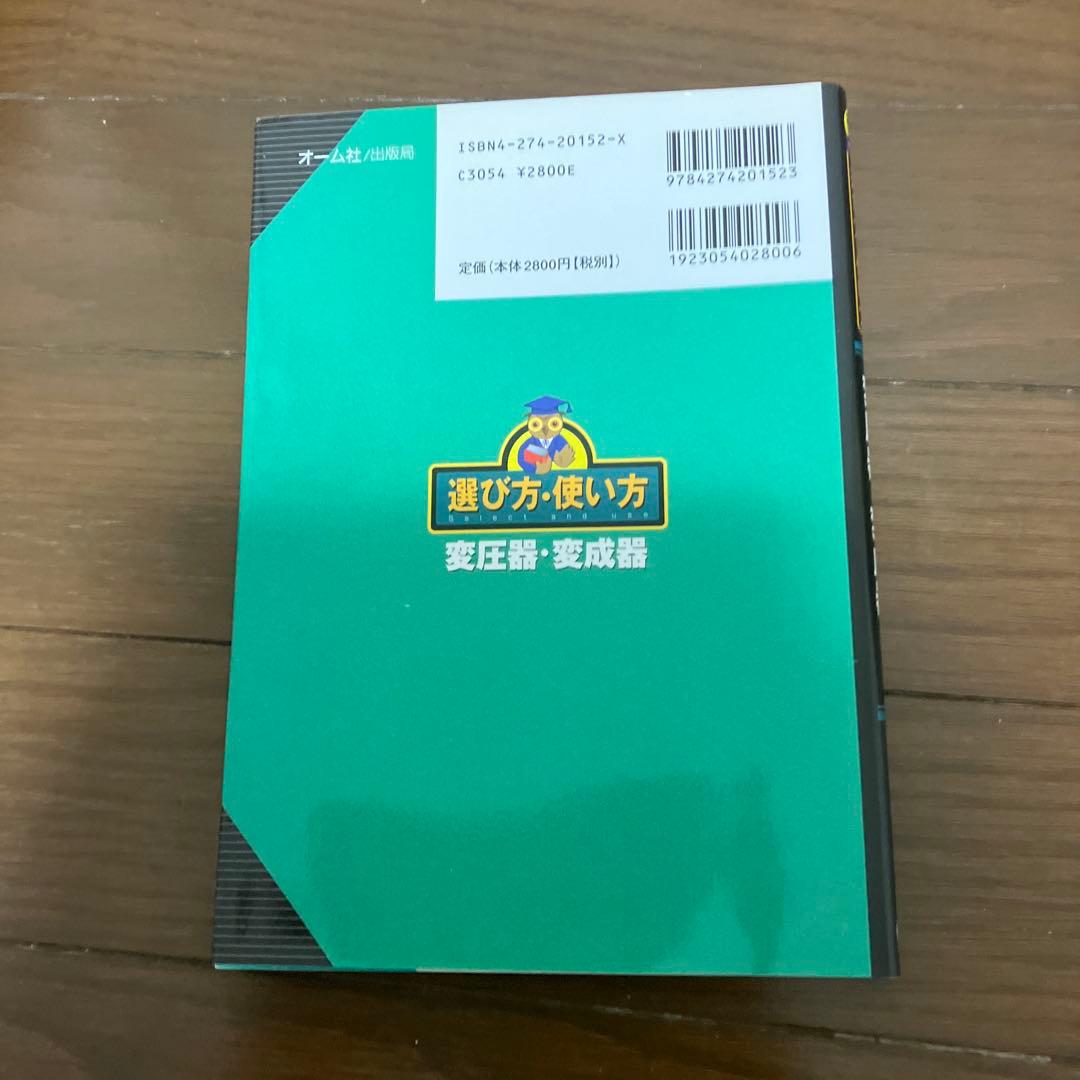 オーム社/出版局
ISBN4-274-20152-X
C3054 ¥2800E
定価(本体2800円【税別】)
9784274201523
1923054028006
選び方・使い方
Select and use
変圧器・変成器